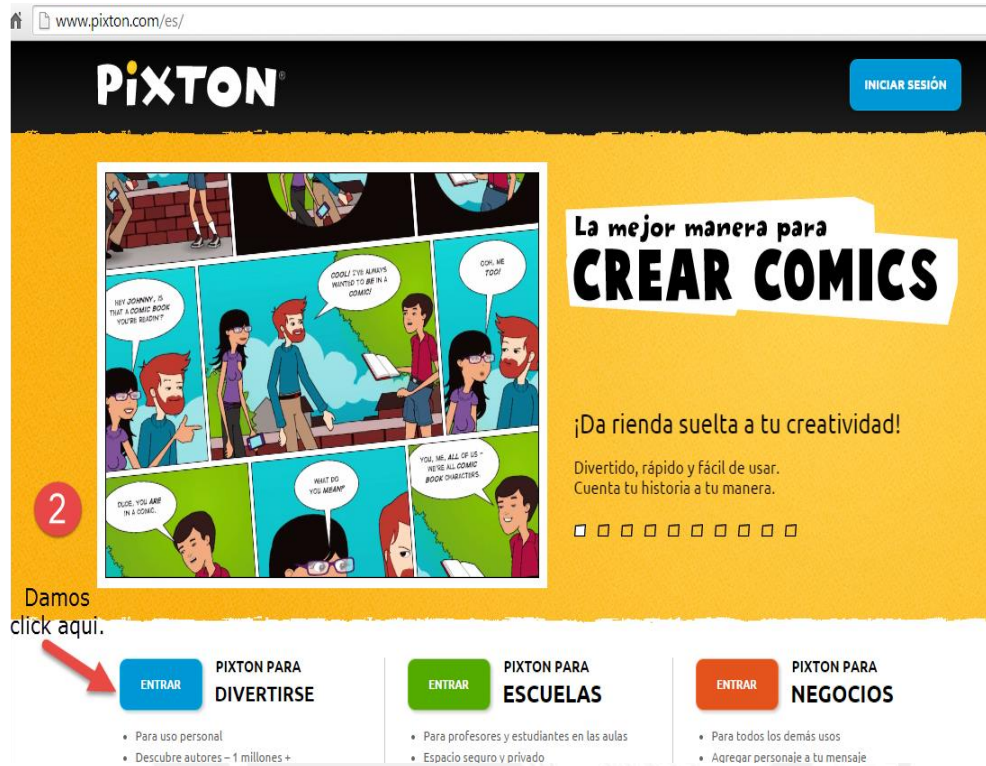 www.pixton.com/es/
PiXTON®
INICIAR SESIÓN
La mejor manera para
CREAR COMICS
HEY JOHNNY, IS
THAT A COMIC BOOK
YOU'RE READIN'?
COOL! I'VE ALWAYS
WANTED TO BE IN A
COMIC!
OOH, ME
TOO!
DUDE, YOU ARE
IN A COMIC.
WHAT DO
YOU MEAN?
YOU, ME, ALL OF US -
WE'RE ALL COMIC
BOOK CHARACTERS.
¡Da rienda suelta a tu creatividad!
Divertido, rápido y fácil de usar.
Cuenta tu historia a tu manera.
2
Damos
click aqui.
ENTRAR
PIXTON PARA
DIVERTIRSE
• Para uso personal
• Descubre autores – 1 millones +
ENTRAR
PIXTON PARA
ESCUELAS
• Para profesores y estudiantes en las aulas
• Espacio seguro y privado
ENTRAR
PIXTON PARA
NEGOCIOS
• Para todos los demás usos
• Agregar personaje a tu mensaje